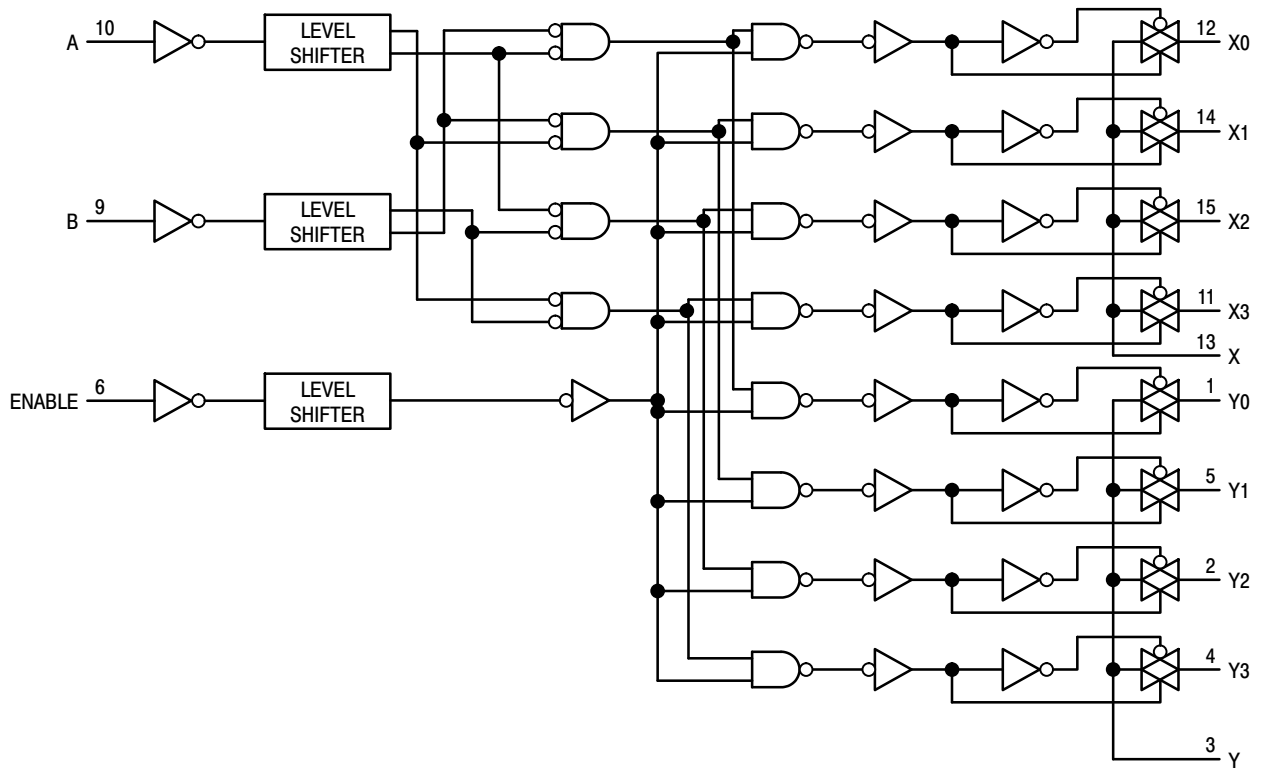 A 10 LEVEL SHIFTER 12 X0
14 X1
B 9 LEVEL SHIFTER 15 X2
11 X3
13 X
ENABLE 6 LEVEL SHIFTER 1 Y0
5 Y1
2 Y2
4 Y3
3 Y